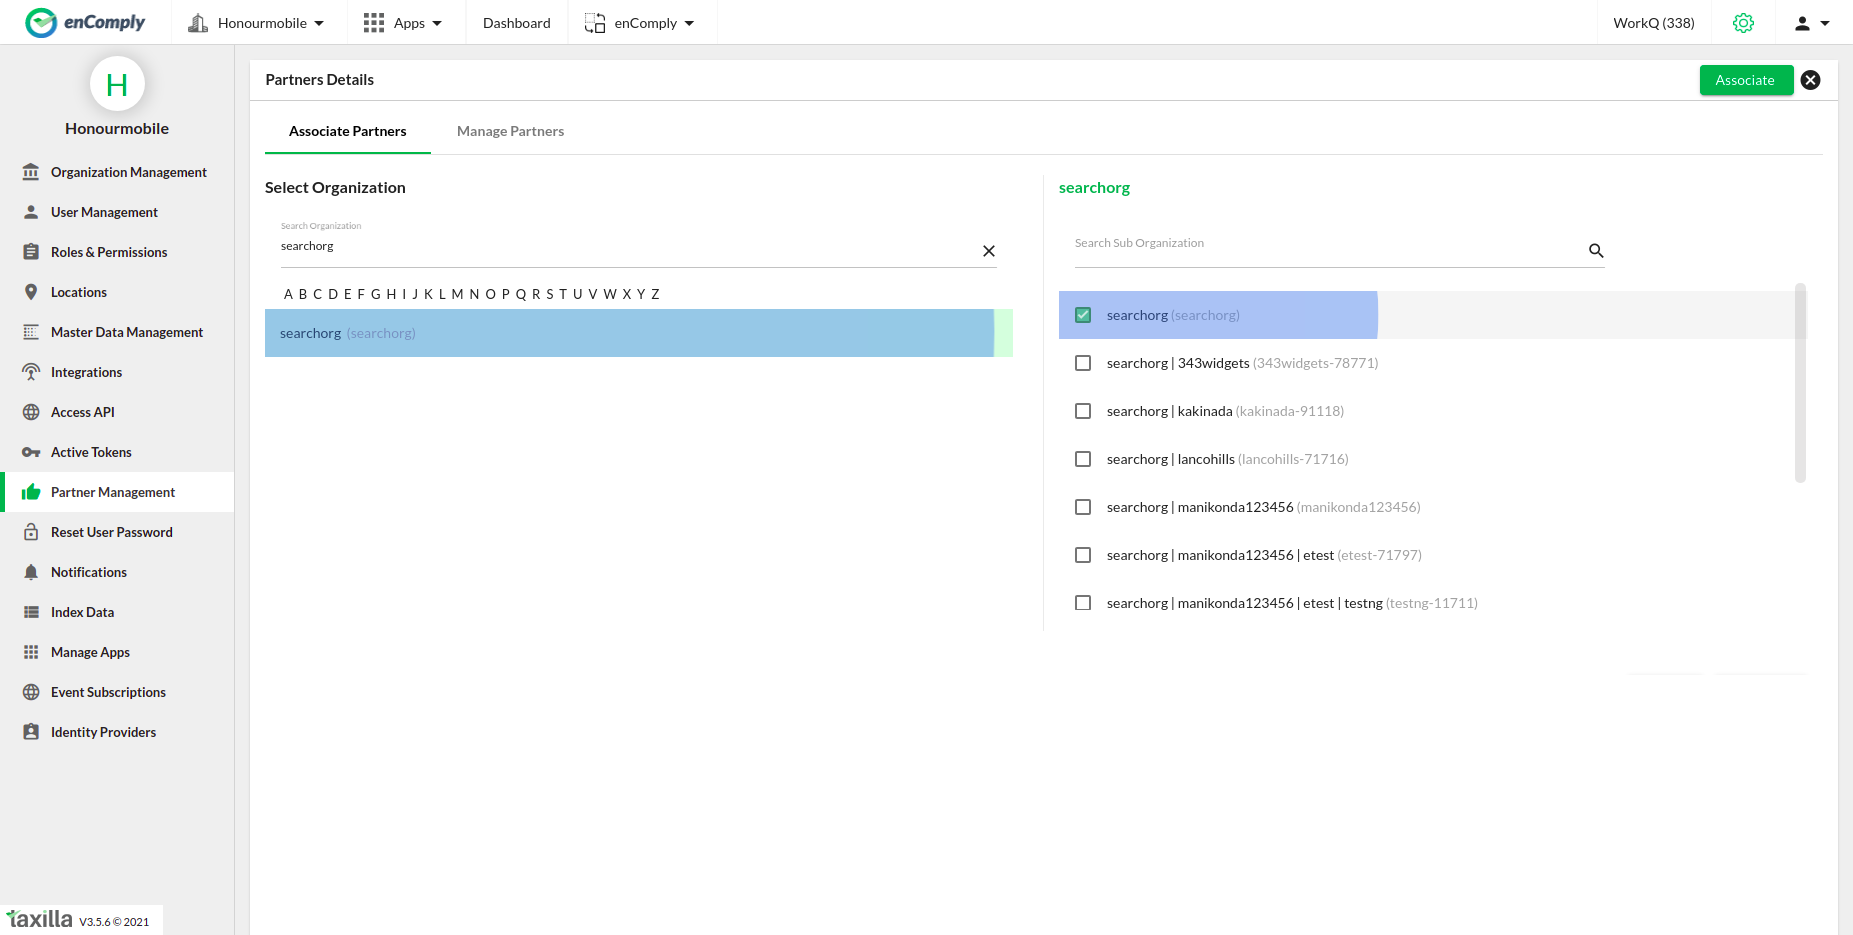 enComply
Honourmobile
Apps
Dashboard
enComply
WorkQ (338)
H
Honourmobile
Organization Management
User Management
Roles & Permissions
Locations
Master Data Management
Integrations
Access API
Active Tokens
Partner Management
Reset User Password
Notifications
Index Data
Manage Apps
Event Subscriptions
Identity Providers
taxilla V3.5.6 © 2021
Partners Details
Associate
Associate Partners
Manage Partners
Select Organization
Search Organization
searchorg
A B C D E F G H I J K L M N O P Q R S T U V W X Y Z
searchorg (searchorg)
searchorg
Search Sub Organization
searchorg (searchorg)
searchorg | 343widgets (343widgets-78771)
searchorg | kakinada (kakinada-91118)
searchorg | lancohills (lancohills-71716)
searchorg | manikonda123456 (manikonda123456)
searchorg | manikonda123456 | etest (etest-71797)
searchorg | manikonda123456 | etest | testng (testng-11711)